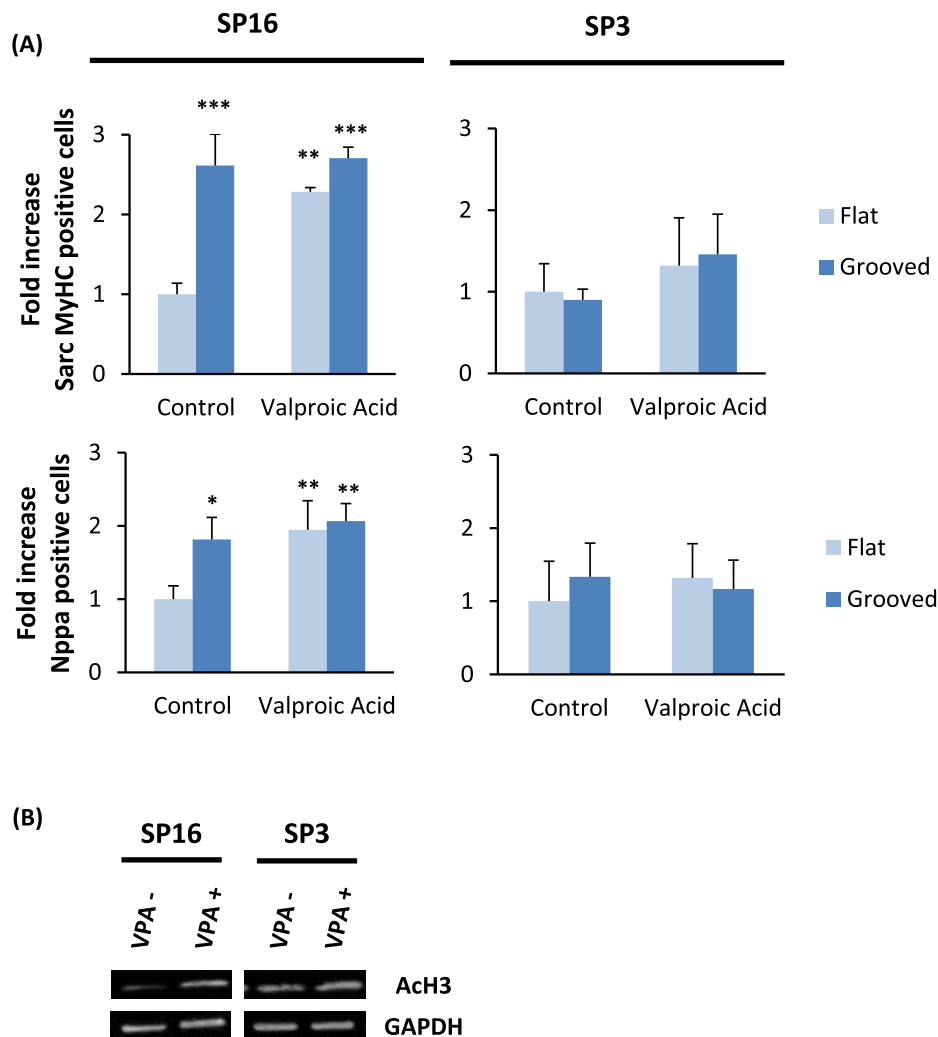 SP16
SP3
(A)
***
**
***
Fold increase
Sarc MyHC positive cells
3
2
1
0
Control
Valproic Acid
3
2
1
0
Control
Valproic Acid
Flat
Grooved
*
**
**
Fold increase
Nppa positive cells
3
2
1
0
Control
Valproic Acid
3
2
1
0
Control
Valproic Acid
Flat
Grooved
(B)
SP16
SP3
VPA -
VPA +
VPA -
VPA +
AcH3
GAPDH